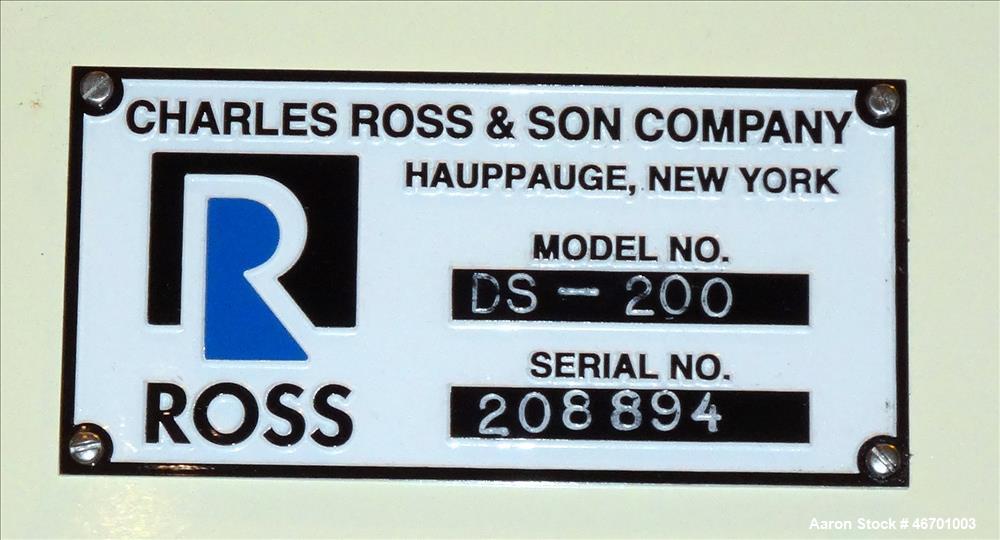 CHARLES ROSS & SON COMPANY
HAUPPAUGE, NEW YORK
R
ROSS
MODEL NO.
DS - 200
SERIAL NO.
208894
Aaron Stock # 46701003